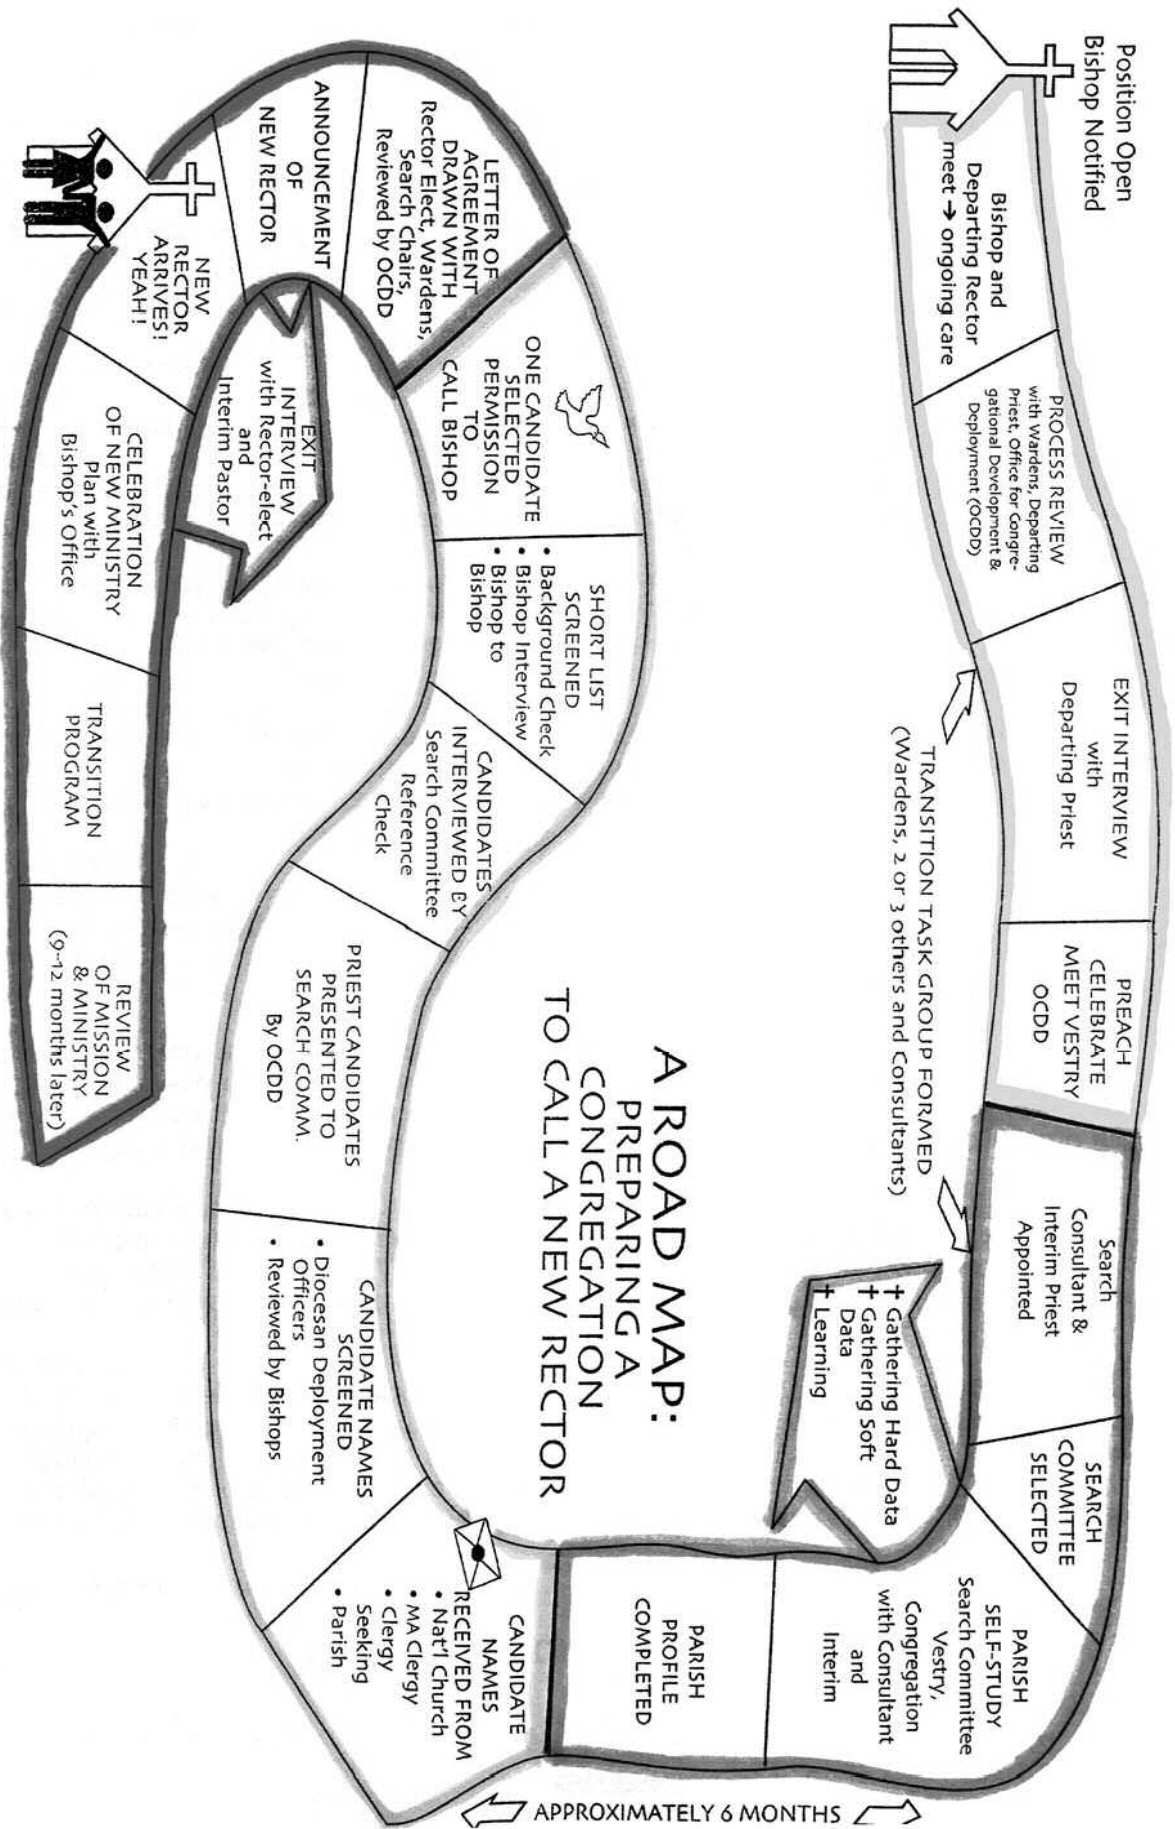 A ROAD MAP:
PREPARING A
CONGREGATION
TO CALL A NEW RECTOR
Position Open
Bishop Notified
Bishop and
Departing Rector
meet → ongoing care
PROCESS REVIEW
with Wardens, Departing
Priest, Office for Congre-
gational Development &
Deployment (OCDD)
EXIT INTERVIEW
with
Departing Priest
PREACH
CELEBRATE
MEET VESTRY
OCDD
TRANSITION TASK GROUP FORMED
(Wardens, 2 or 3 others and Consultants)
Search
Consultant &
Interim Priest
Appointed
SEARCH
COMMITTEE
SELECTED
PARISH
SELF-STUDY
Search Committee
Vestry,
Congregation
with Consultant
and
Interim
† Gathering Hard Data
† Gathering Soft
Data
† Learning
PARISH
PROFILE
COMPLETED
APPROXIMATELY 6 MONTHS
CANDIDATE
NAMES
RECEIVED FROM
• Nat'l Church
• MA Clergy
• Clergy
Seeking
• Parish
CANDIDATE NAMES
SCREENED
• Diocesan Deployment
Officers
• Reviewed by Bishops
PRIEST CANDIDATES
PRESENTED TO
SEARCH COMM.
By OCDD
CANDIDATES
INTERVIEWED BY
Search Committee
Reference
Check
SHORT LIST
SCREENED
• Background Check
• Bishop Interview
• Bishop to
Bishop
ONE CANDIDATE
SELECTED
PERMISSION
TO
CALL BISHOP
LETTER OF
AGREEMENT
DRAWN WITH
Rector Elect, Wardens,
Search Chairs,
Reviewed by OCDD
ANNOUNCEMENT
OF
NEW RECTOR
EXIT
INTERVIEW
with Rector-elect
and
Interim Pastor
NEW
RECTOR
ARRIVES!
YEAH!
CELEBRATION
OF NEW MINISTRY
Plan with
Bishop's Office
TRANSITION
PROGRAM
REVIEW
OF MISSION
& MINISTRY
(9-12 months later)